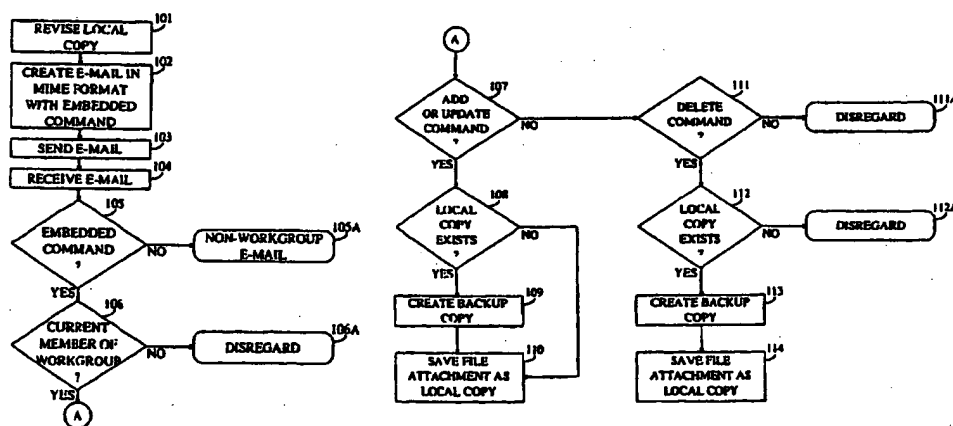 101
REVISE LOCAL
COPY
102
CREATE E-MAIL IN
MIME FORMAT
WITH EMBEDDED
COMMAND
103
SEND E-MAIL
104
RECEIVE E-MAIL
105
EMBEDDED
COMMAND
?
NO
105A
NON-WORKGROUP
E-MAIL
YES
106
CURRENT
MEMBER OF
WORKGROUP
?
NO
106A
DISREGARD
YES
A
A
107
ADD
OR UPDATE
COMMAND
?
NO
YES
108
LOCAL
COPY
EXISTS
?
NO
YES
109
CREATE BACKUP
COPY
110
SAVE FILE
ATTACHMENT AS
LOCAL COPY
111
DELETE
COMMAND
?
NO
111A
DISREGARD
YES
112
LOCAL
COPY
EXISTS
?
NO
112A
DISREGARD
YES
113
CREATE BACKUP
COPY
114
SAVE FILE
ATTACHMENT AS
LOCAL COPY